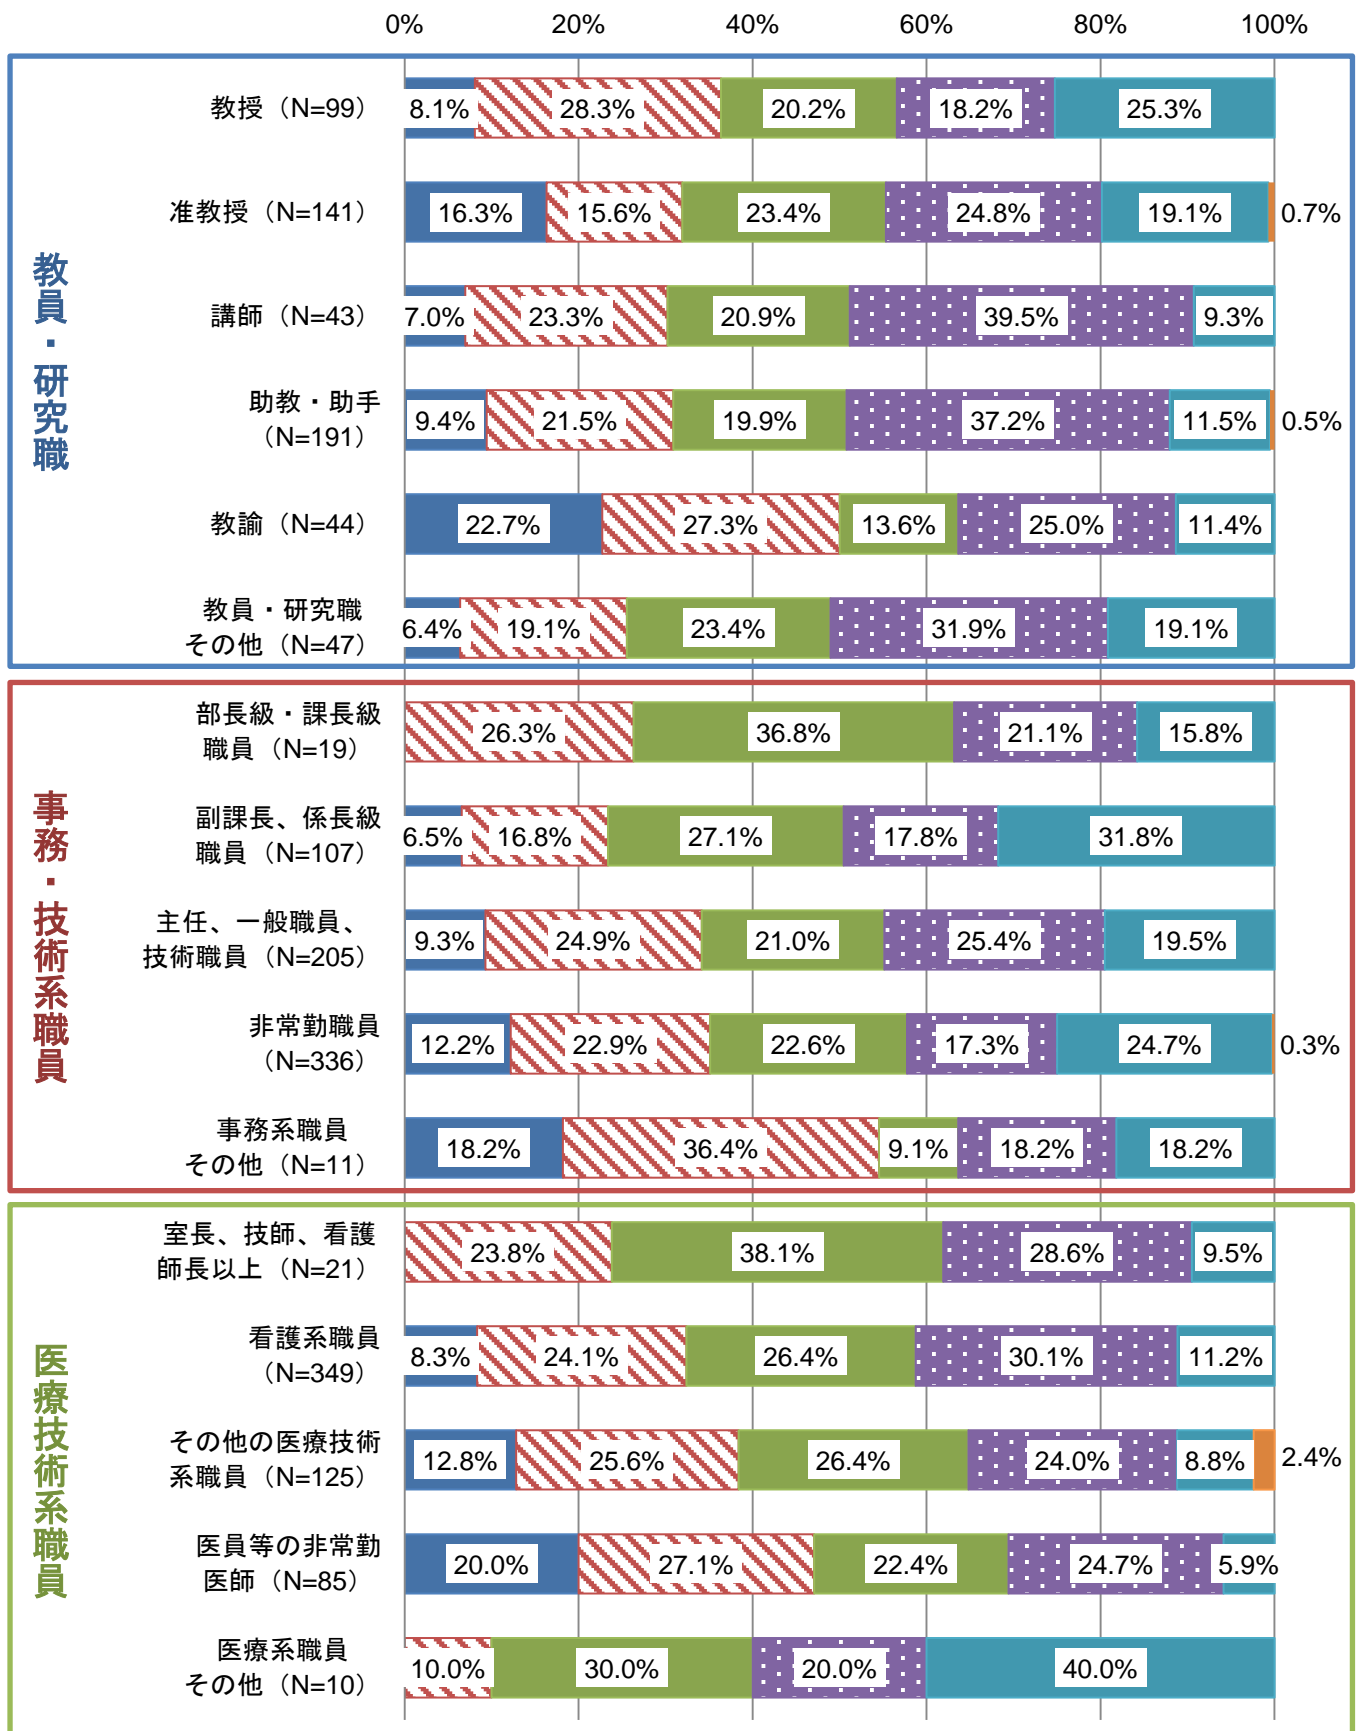 0% 20% 40% 60% 80% 100%
教員・研究職
教授（N=99） 8.1% 28.3% 20.2% 18.2% 25.3%
准教授（N=141） 16.3% 15.6% 23.4% 24.8% 19.1% 0.7%
講師（N=43） 7.0% 23.3% 20.9% 39.5% 9.3%
助教・助手
（N=191） 9.4% 21.5% 19.9% 37.2% 11.5% 0.5%
教諭（N=44） 22.7% 27.3% 13.6% 25.0% 11.4%
教員・研究職
その他（N=47） 6.4% 19.1% 23.4% 31.9% 19.1%
事務・技術系職員
部長級・課長級
職員（N=19） 26.3% 36.8% 21.1% 15.8%
副課長、係長級
職員（N=107） 6.5% 16.8% 27.1% 17.8% 31.8%
主任、一般職員、
技術職員（N=205） 9.3% 24.9% 21.0% 25.4% 19.5%
非常勤職員
（N=336） 12.2% 22.9% 22.6% 17.3% 24.7% 0.3%
事務系職員
その他（N=11） 18.2% 36.4% 9.1% 18.2% 18.2%
医療技術系職員
室長、技師、看護
師長以上（N=21） 23.8% 38.1% 28.6% 9.5%
看護系職員
（N=349） 8.3% 24.1% 26.4% 30.1% 11.2%
その他の医療技術
系職員（N=125） 12.8% 25.6% 26.4% 24.0% 8.8% 2.4%
医員等の非常勤
医師（N=85） 20.0% 27.1% 22.4% 24.7% 5.9%
医療系職員
その他（N=10） 10.0% 30.0% 20.0% 40.0%